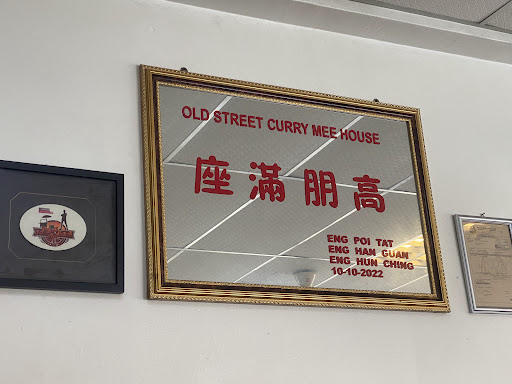 OLD STREET CURRY MEE HOUSE
座滿朋高
ENG POI TAT
ENG HAN GUAN
ENG HUN CHING
10-10-2022